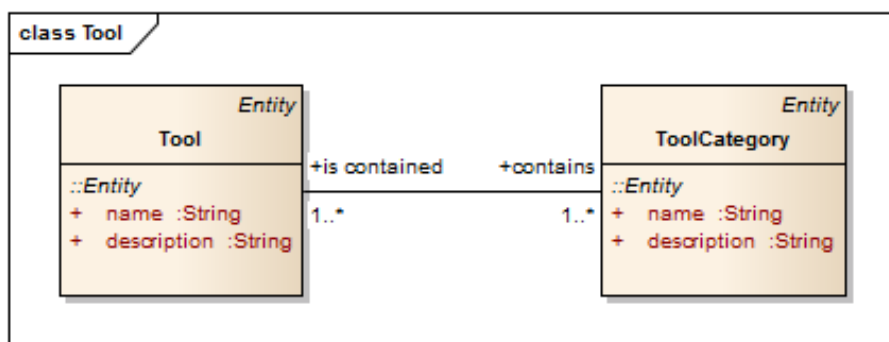 class Tool
Entity
Tool
::Entity
+ name :String
+ description :String
+is contained
1..*
+contains
1..*
Entity
ToolCategory
::Entity
+ name :String
+ description :String